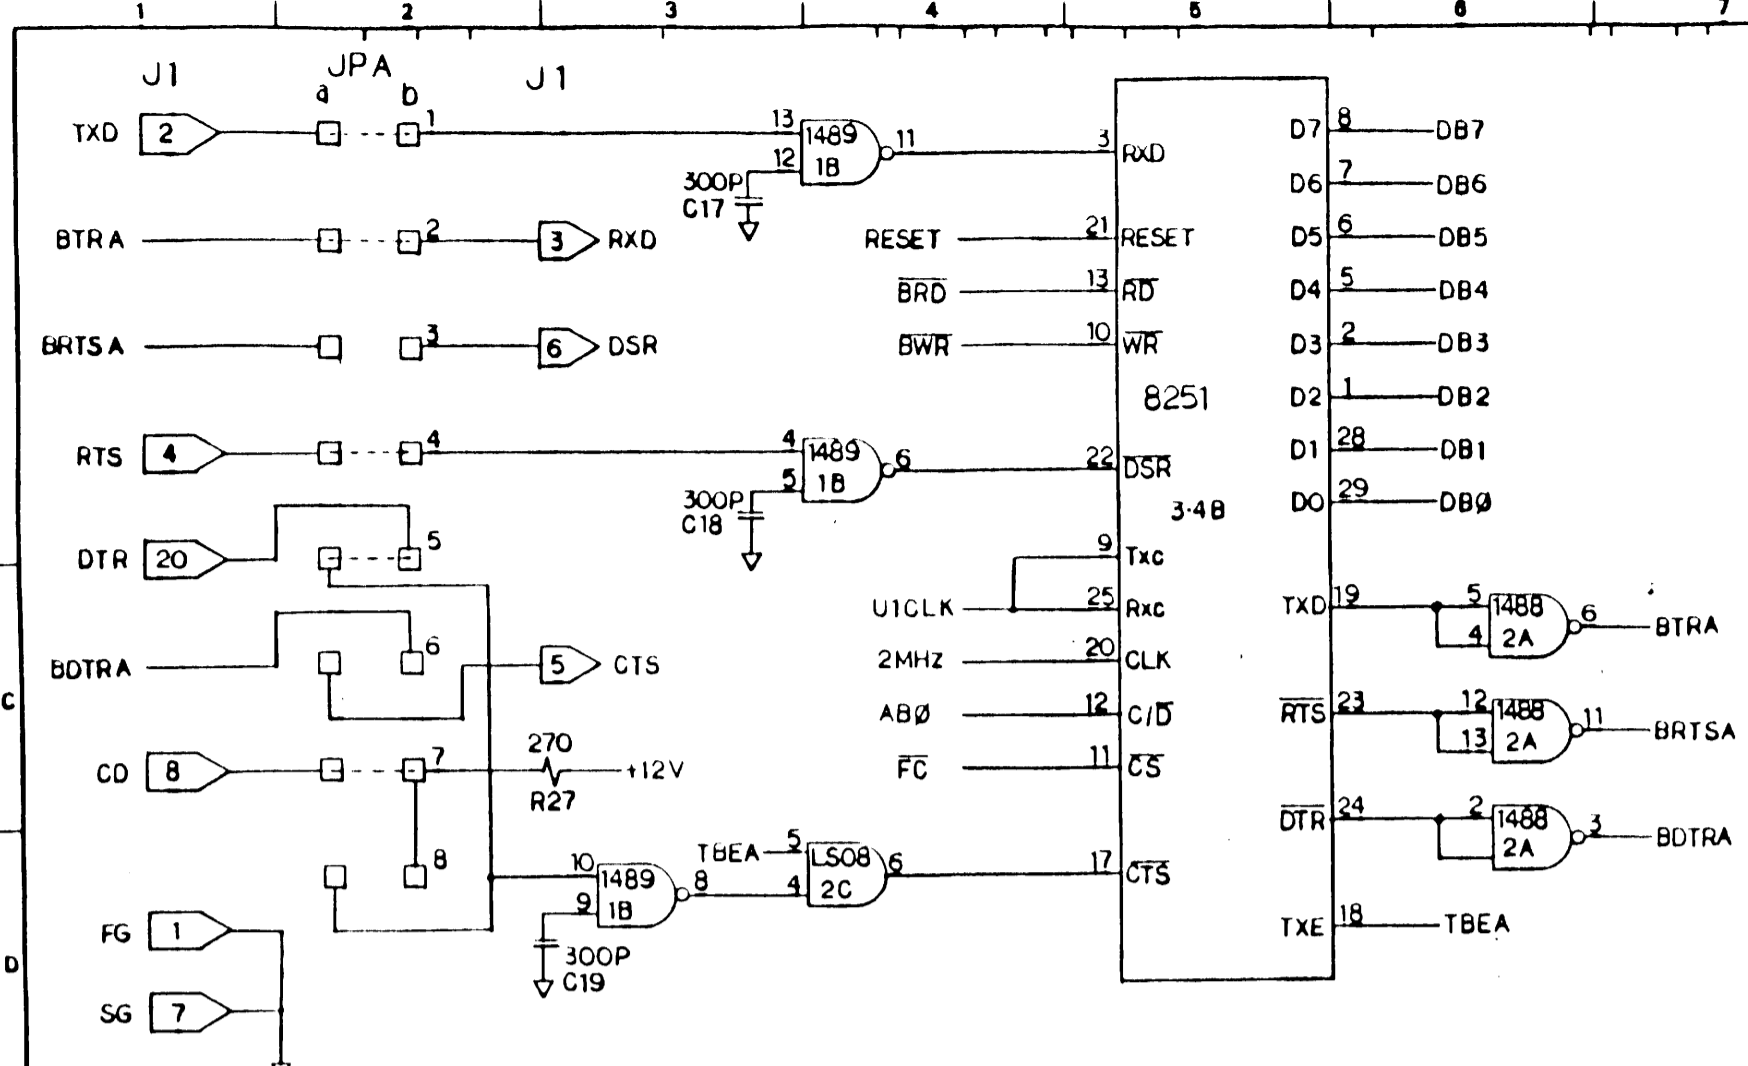 1 2 3 4 5 6 7
J1 JPA J1
a b
TXD 2 1 13 1489 11 3 RXD D7 8 DB7
12 1B
300P
C17
D6 7 DB6
BTRA 2 3 RXD RESET 21 RESET D5 6 DB5
BRD 13 RD D4 5 DB4
BRTSA 3 6 DSR BWR 10 WR D3 2 DB3
8251 D2 1 DB2
RTS 4 4 4 1489 6 22 DSR D1 28 DB1
5 1B
300P
C18
3·4B D0 29 DBØ
DTR 20 5 9 Txc
U1CLK 25 Rxc TXD 19 5 1488 6 BTRA
4 2A
BDTRA 6 5 CTS 2MHZ 20 CLK
C
ABØ 12 C/D RTS 23 12 1488 11 BRTSA
13 2A
CD 8 7 270 +12V FC 11 CS
R27
DTR 24 2 1488 3 BDTRA
2A
8 10 1489 8 TBEA 5 LS08 6 17 CTS
9 1B 4 2C
300P
C19
TXE 18 TBEA
FG 1
D
SG 7